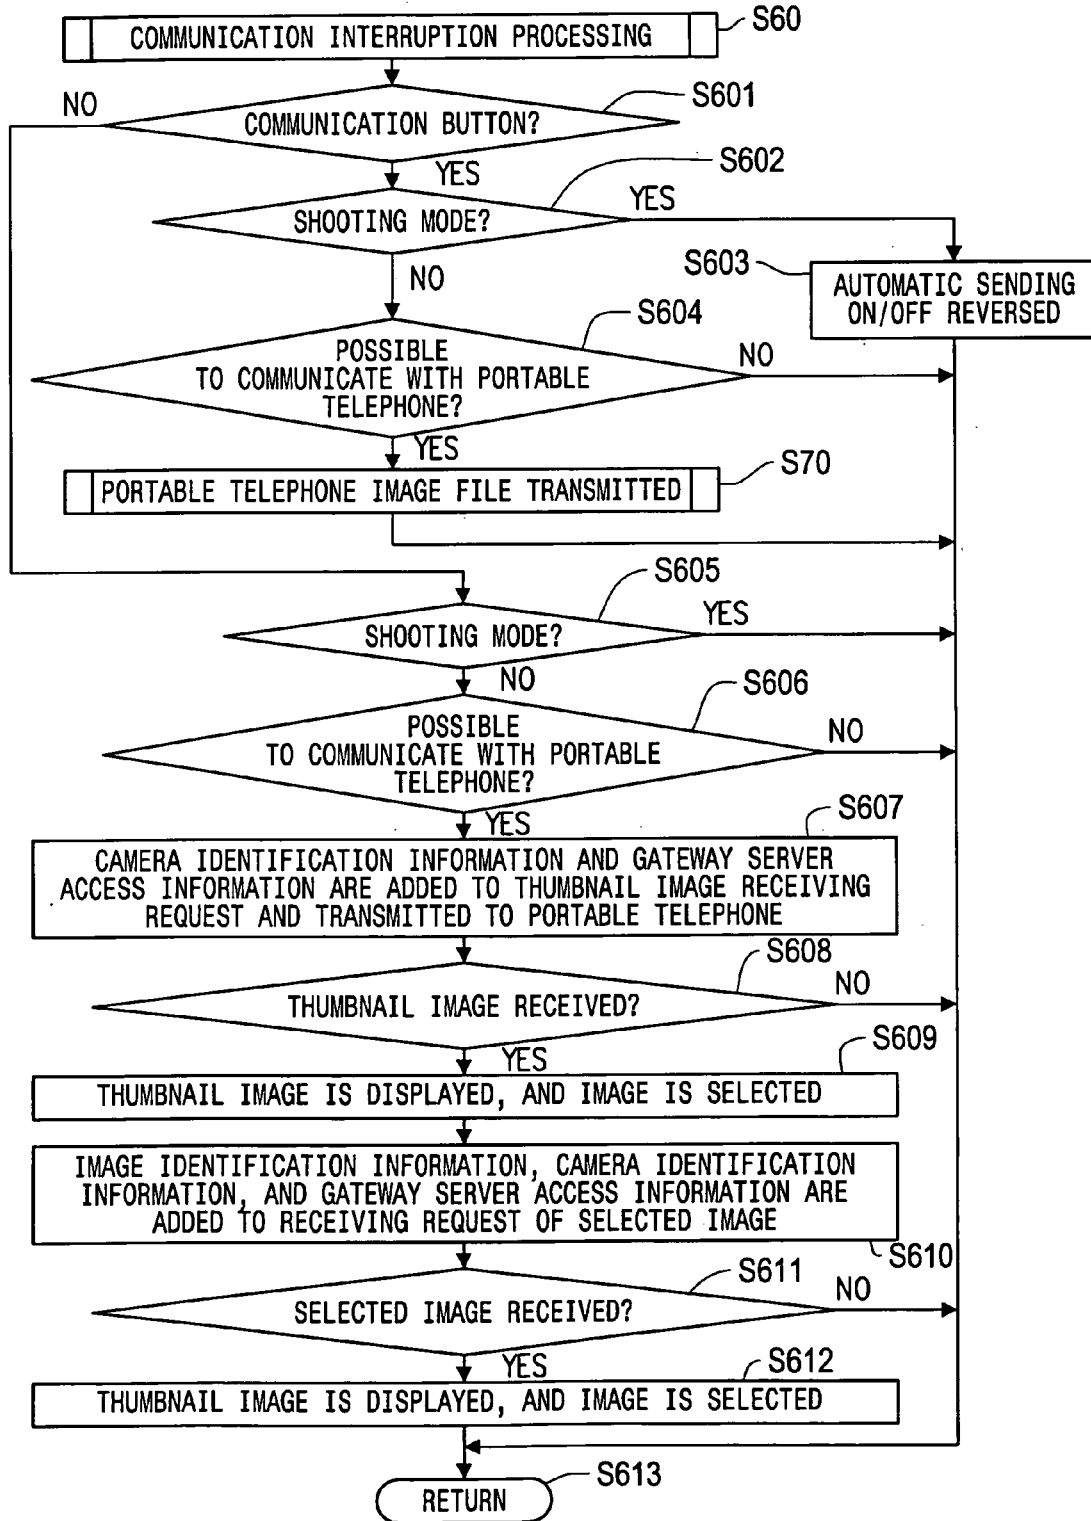 COMMUNICATION INTERRUPTION PROCESSING
S60
COMMUNICATION BUTTON?
S601
NO
YES
SHOOTING MODE?
S602
YES
NO
S603
AUTOMATIC SENDING
ON/OFF REVERSED
S604
POSSIBLE
TO COMMUNICATE WITH PORTABLE
TELEPHONE?
NO
YES
S70
PORTABLE TELEPHONE IMAGE FILE TRANSMITTED
S605
SHOOTING MODE?
YES
NO
S606
POSSIBLE
TO COMMUNICATE WITH PORTABLE
TELEPHONE?
NO
YES
S607
CAMERA IDENTIFICATION INFORMATION AND GATEWAY SERVER
ACCESS INFORMATION ARE ADDED TO THUMBNAIL IMAGE RECEIVING
REQUEST AND TRANSMITTED TO PORTABLE TELEPHONE
S608
THUMBNAIL IMAGE RECEIVED?
NO
YES
S609
THUMBNAIL IMAGE IS DISPLAYED, AND IMAGE IS SELECTED
IMAGE IDENTIFICATION INFORMATION, CAMERA IDENTIFICATION
INFORMATION, AND GATEWAY SERVER ACCESS INFORMATION ARE
ADDED TO RECEIVING REQUEST OF SELECTED IMAGE
S610
S611
SELECTED IMAGE RECEIVED?
NO
YES
S612
THUMBNAIL IMAGE IS DISPLAYED, AND IMAGE IS SELECTED
S613
RETURN